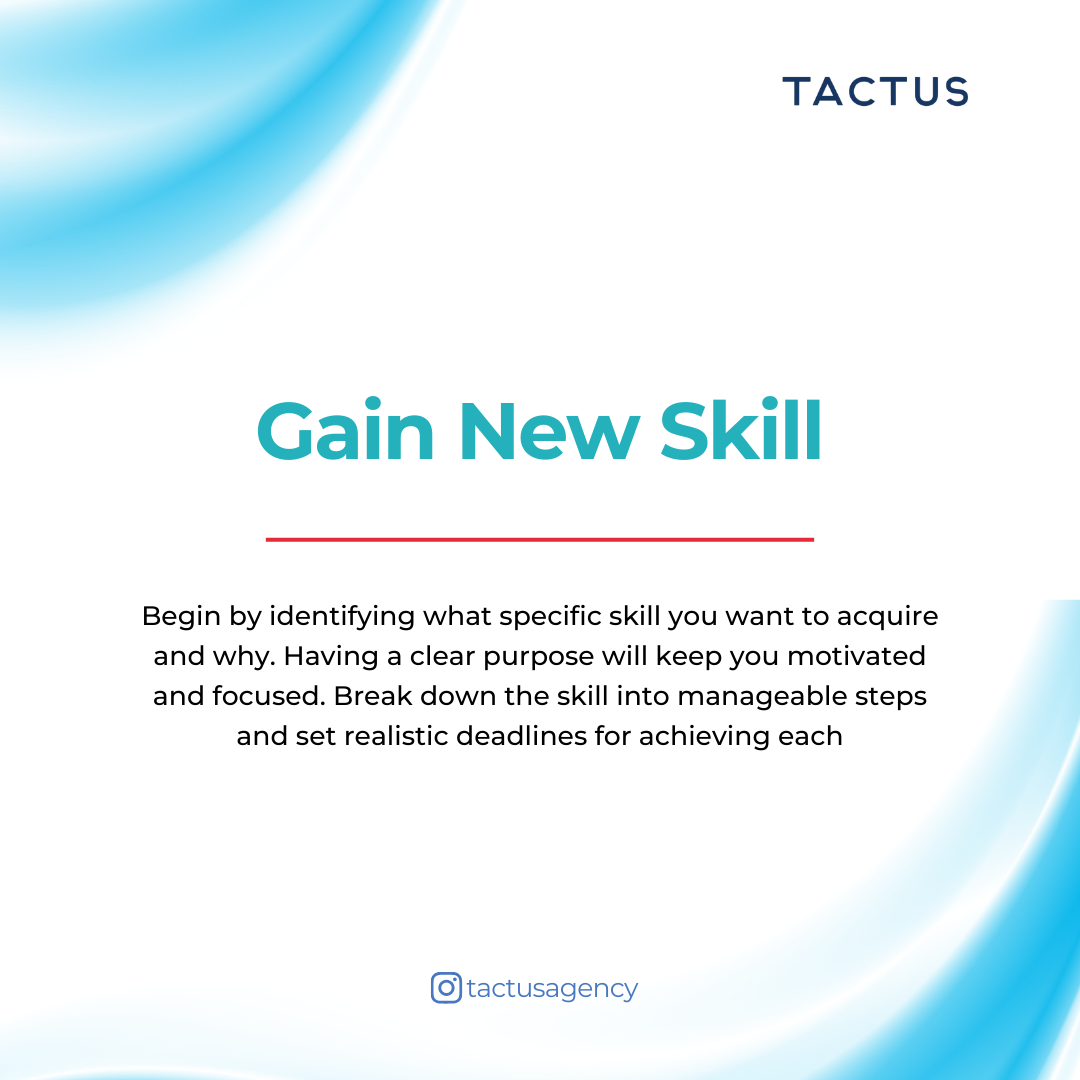 TACTUS
Gain New Skill
Begin by identifying what specific skill you want to acquire
and why. Having a clear purpose will keep you motivated
and focused. Break down the skill into manageable steps
and set realistic deadlines for achieving each
tactusagency